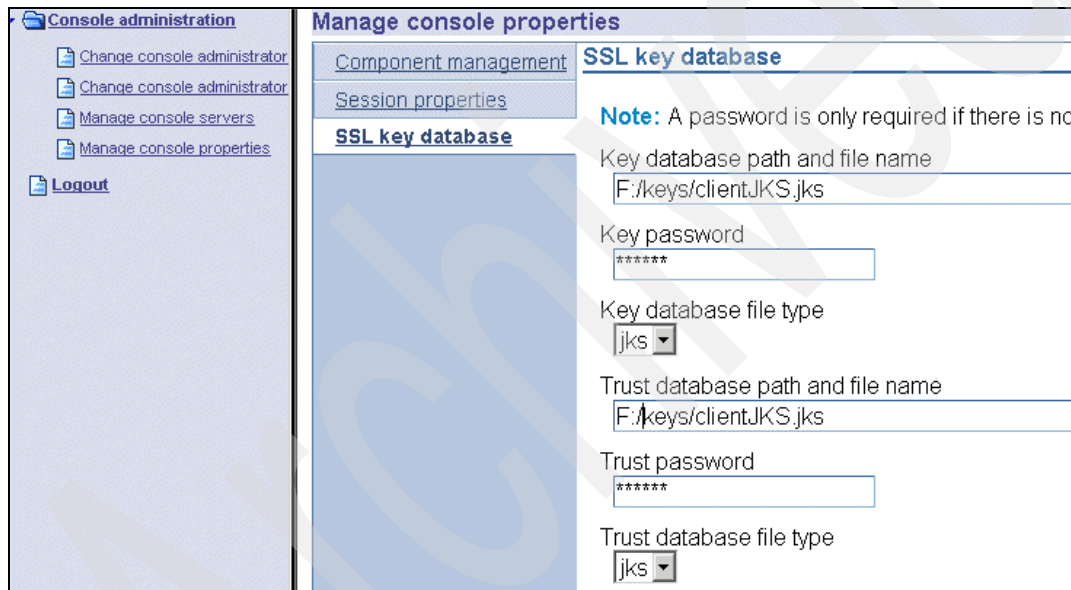 Console administration
Change console administrator
Change console administrator
Manage console servers
Manage console properties
Logout
Manage console properties
Component management
Session properties
SSL key database
SSL key database
Note: A password is only required if there is no
Key database path and file name
F:/keys/clientJKS.jks
Key password
******
Key database file type
jks
Trust database path and file name
F:/keys/clientJKS.jks
Trust password
******
Trust database file type
jks